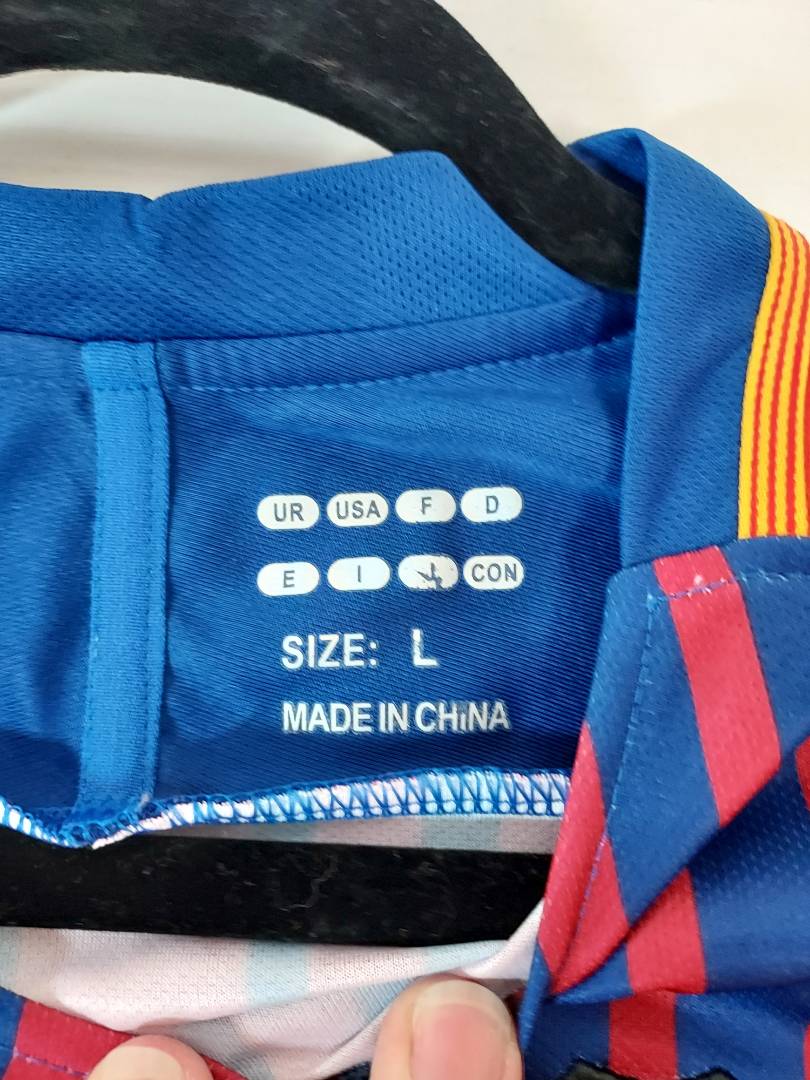 UR USA F D
E I CON
SIZE: L
MADE IN CHINA